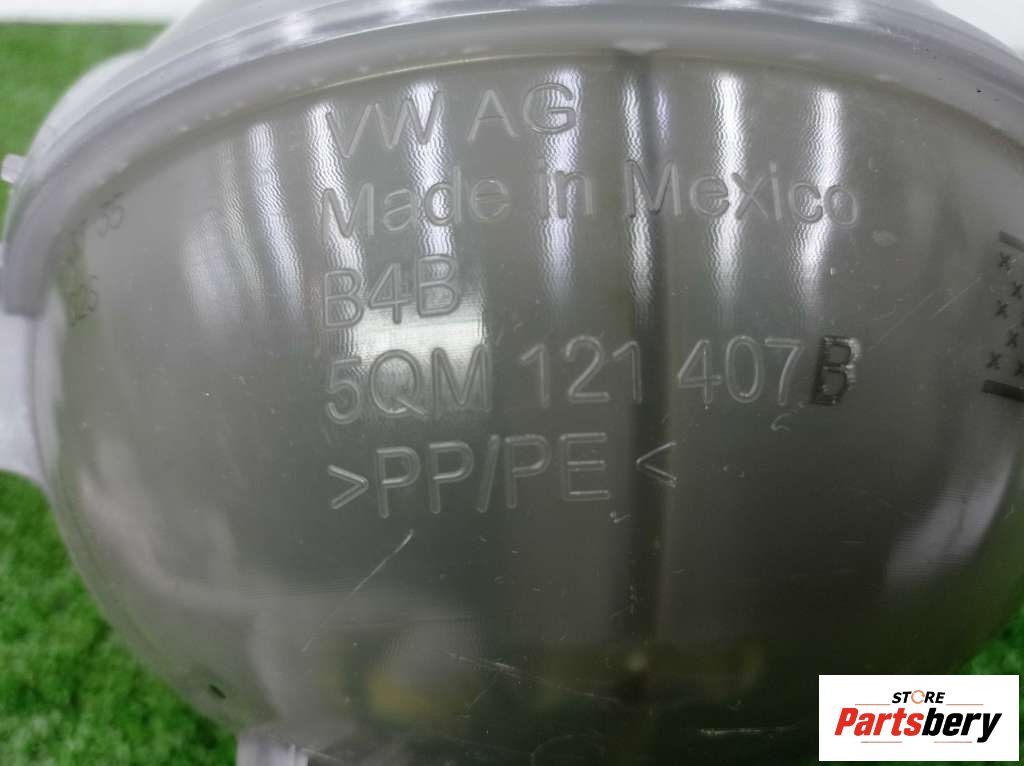 VW AG
Made in Mexico
B4B
5QM 121 407 B
>PP/PE<
STORE
Partsbery